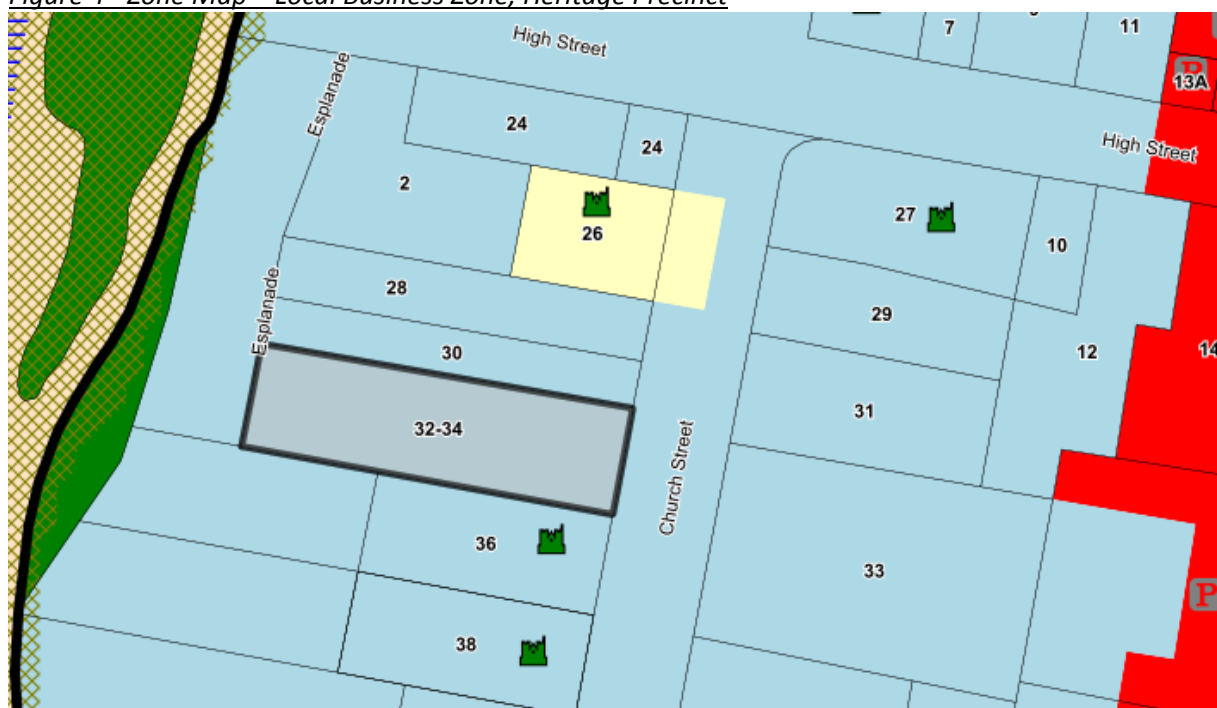 Figure 4 - Zone Map – Local Business Zone, Heritage Precinct
High Street
7
11
P
13A
Esplanade
24
24
High Street
2
26
27
10
Esplanade
28
29
12
14
30
31
32-34
Church Street
36
33
P
38